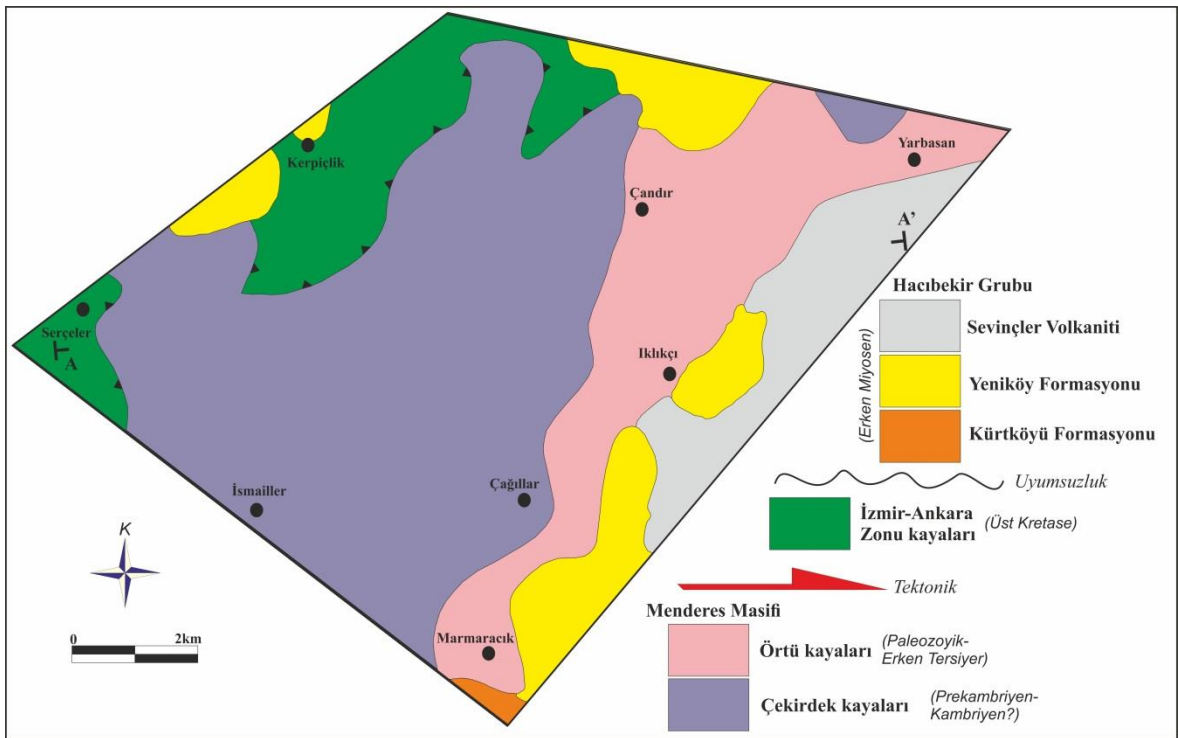 Kerpiçlik
Yarbasan
Çandır
A'
Serçeler
A
Iklıkçı
İsmailler
Çağıllar
Marmaracık
K
0 2km
Hacıbekir Grubu
(Erken Miyosen)
Sevinçler Volkaniti
Yeniköy Formasyonu
Kürtköyü Formasyonu
Uyumsuzluk
İzmir-Ankara
Zonu kayaları
(Üst Kretase)
Tektonik
Menderes Masifi
Örtü kayaları
(Paleozoyik-
Erken Tersiyer)
Çekirdek kayaları
(Prekambriyen-
Kambriyen?)